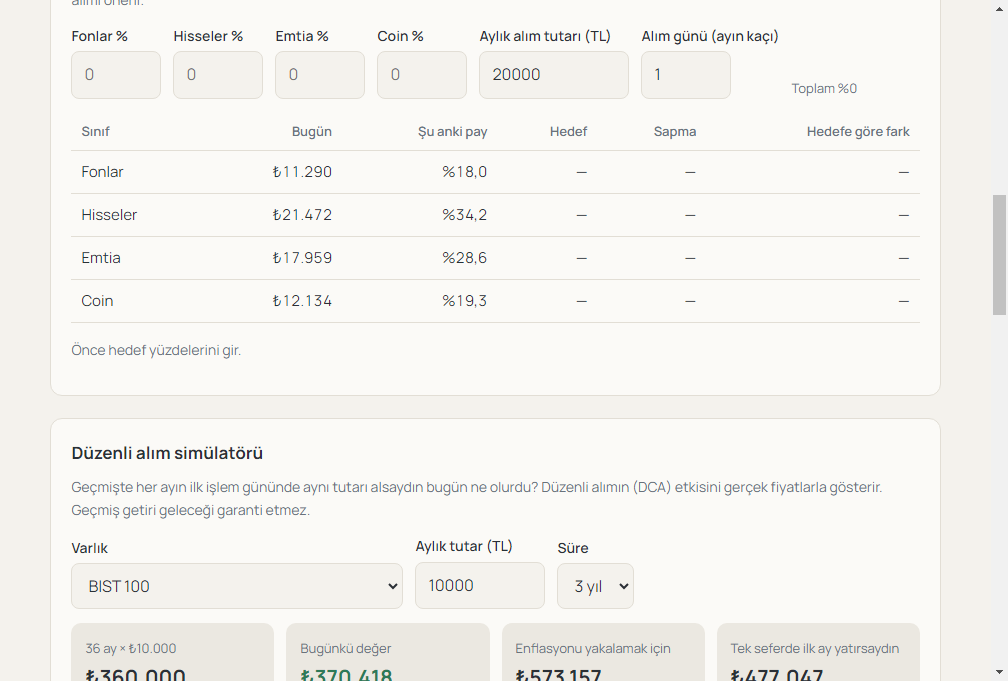 alımı önerir.
Fonlar % Hisseler % Emtia % Coin % Aylık alım tutarı (TL) Alım günü (ayın kaçı)
0 0 0 0 20000 1
Toplam %0
Sınıf Bugün Şu anki pay Hedef Sapma Hedefe göre fark
Fonlar ₺11.290 %18,0 — — —
Hisseler ₺21.472 %34,2 — — —
Emtia ₺17.959 %28,6 — — —
Coin ₺12.134 %19,3 — — —
Önce hedef yüzdelerini gir.
Düzenli alım simülatörü
Geçmişte her ayın ilk işlem gününde aynı tutarı alsaydın bugün ne olurdu? Düzenli alımın (DCA) etkisini gerçek fiyatlarla gösterir.
Geçmiş getiri geleceği garanti etmez.
Varlık Aylık tutar (TL) Süre
BIST 100 10000 3 yıl
36 ay × ₺10.000 Bugünkü değer Enflasyonu yakalamak için Tek seferde ilk ay yatırsaydın
₺360.000 ₺370.418 ₺573.157 ₺477.047